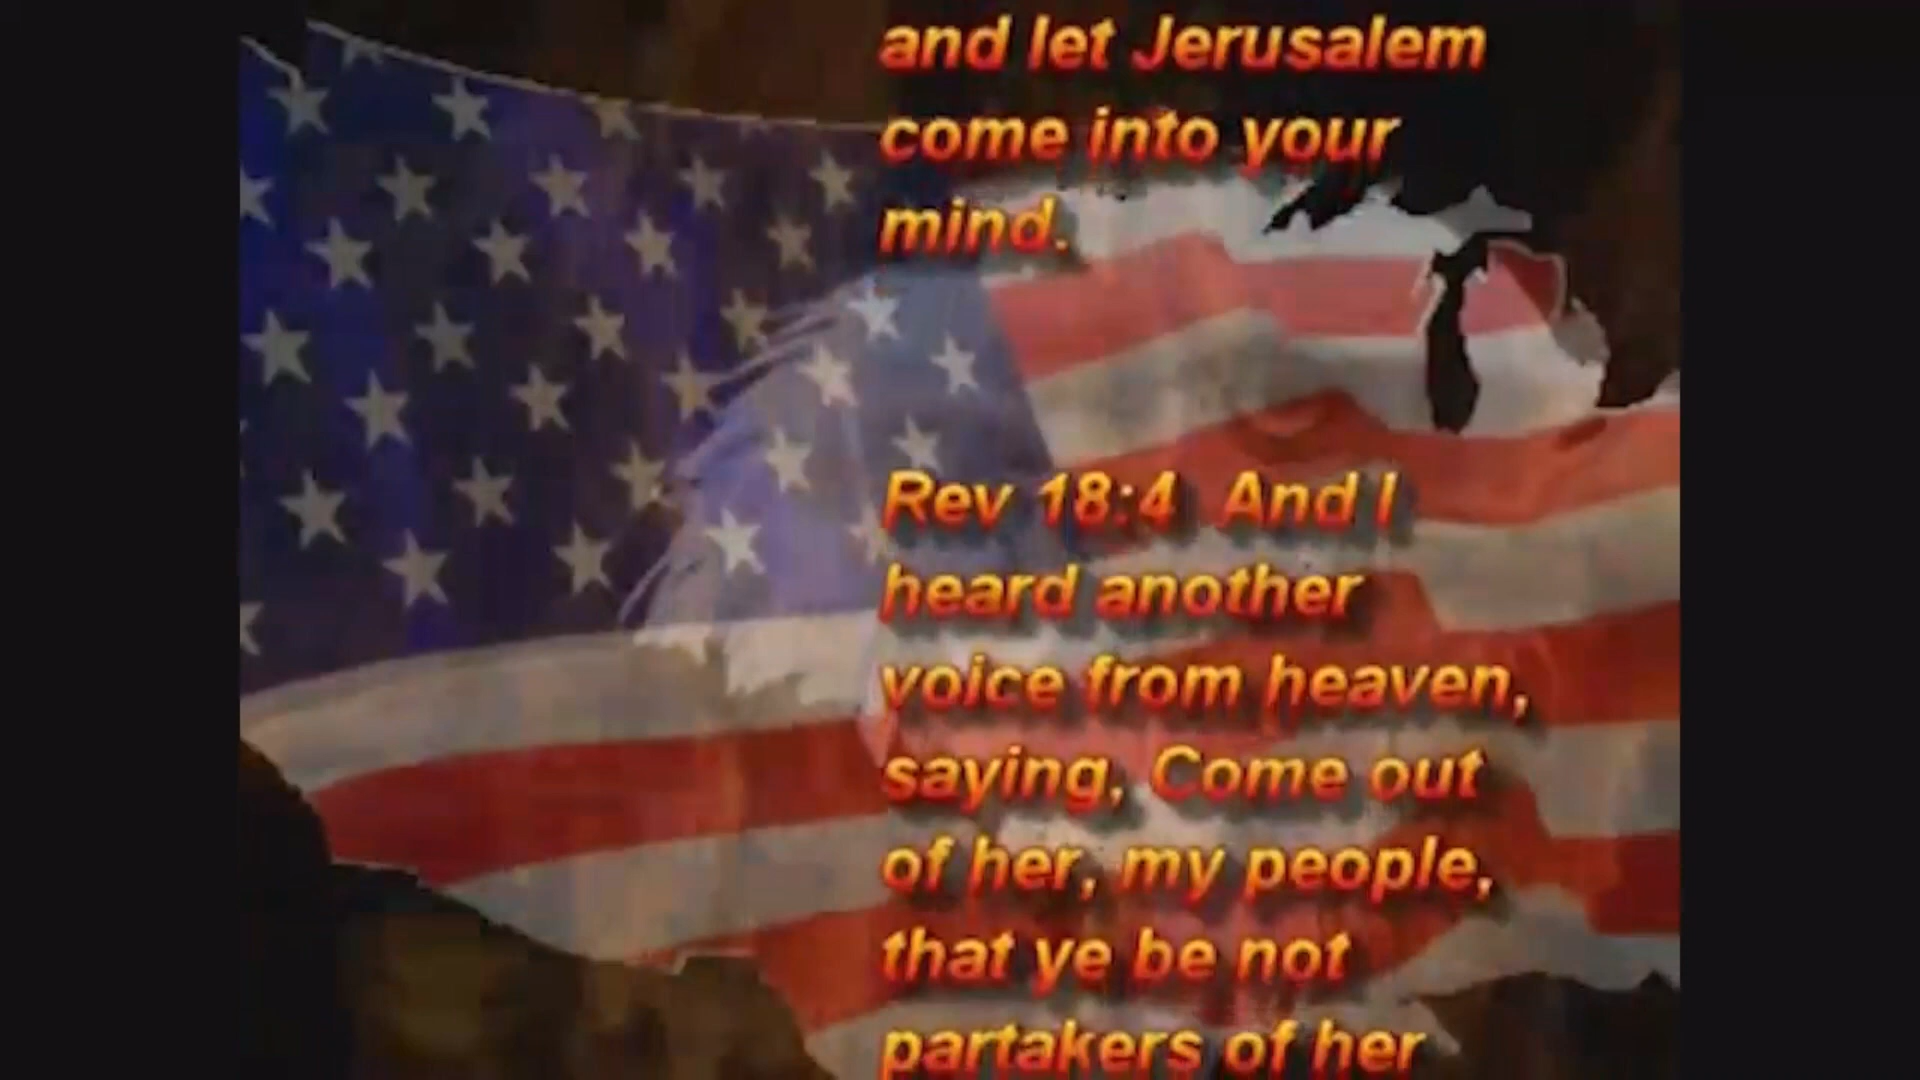 and let Jerusalem
come into your
mind.
Rev 18:4 And I
heard another
voice from heaven,
saying, Come out
of her, my people,
that ye be not
partakers of her